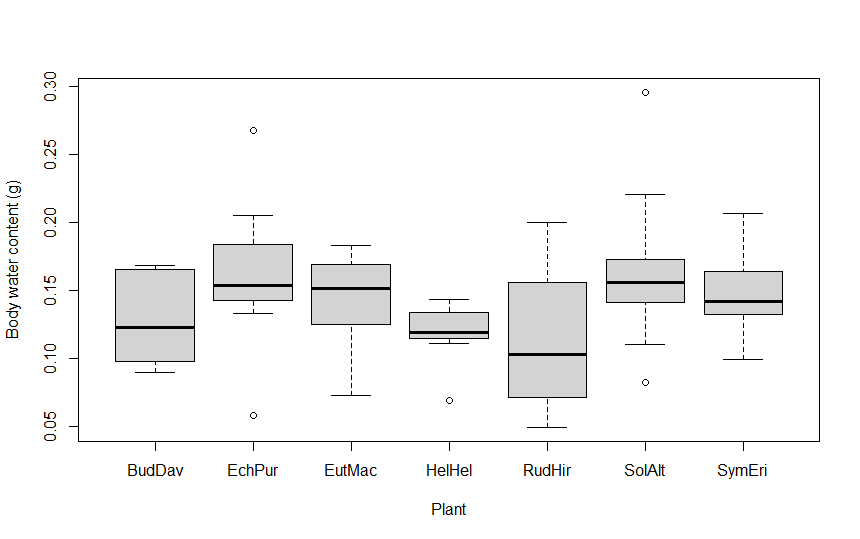 Body water content (g)
0.30
0.25
0.20
0.15
0.10
0.05
BudDav EchPur EutMac HelHel RudHir SolAlt SymEri
Plant